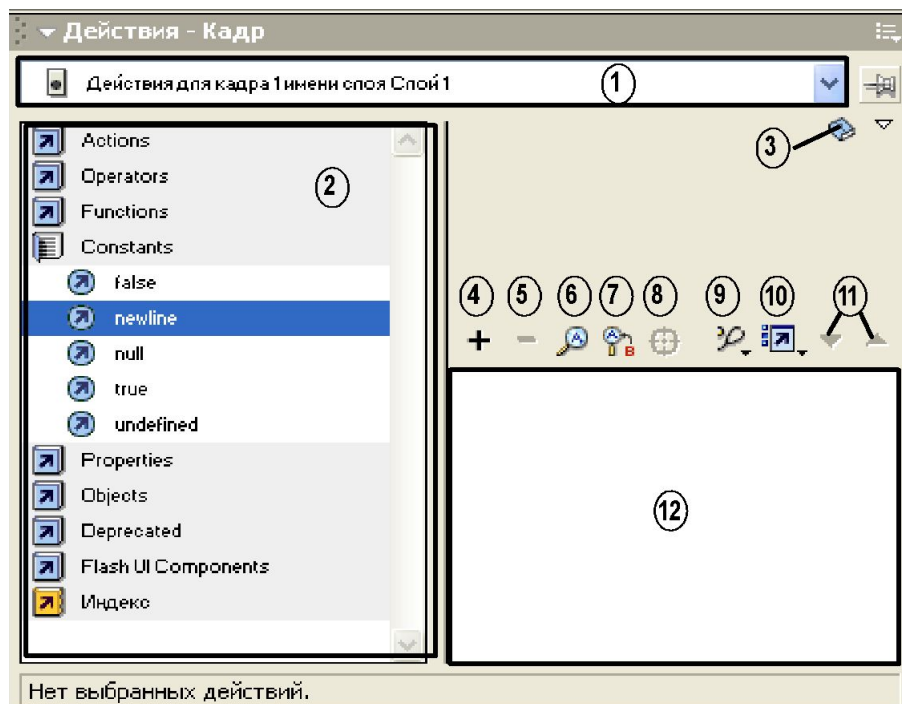 Действия - Кадр
Действия для кадра 1 имени слоя Слой 1
1
Actions
3
Operators
2
Functions
Constants
false
4 5 6 7 8 9 10 11
newline
A A B
null
true
undefined
Properties
Objects
12
Deprecated
Flash UI Components
Индекс
Нет выбранных действий.